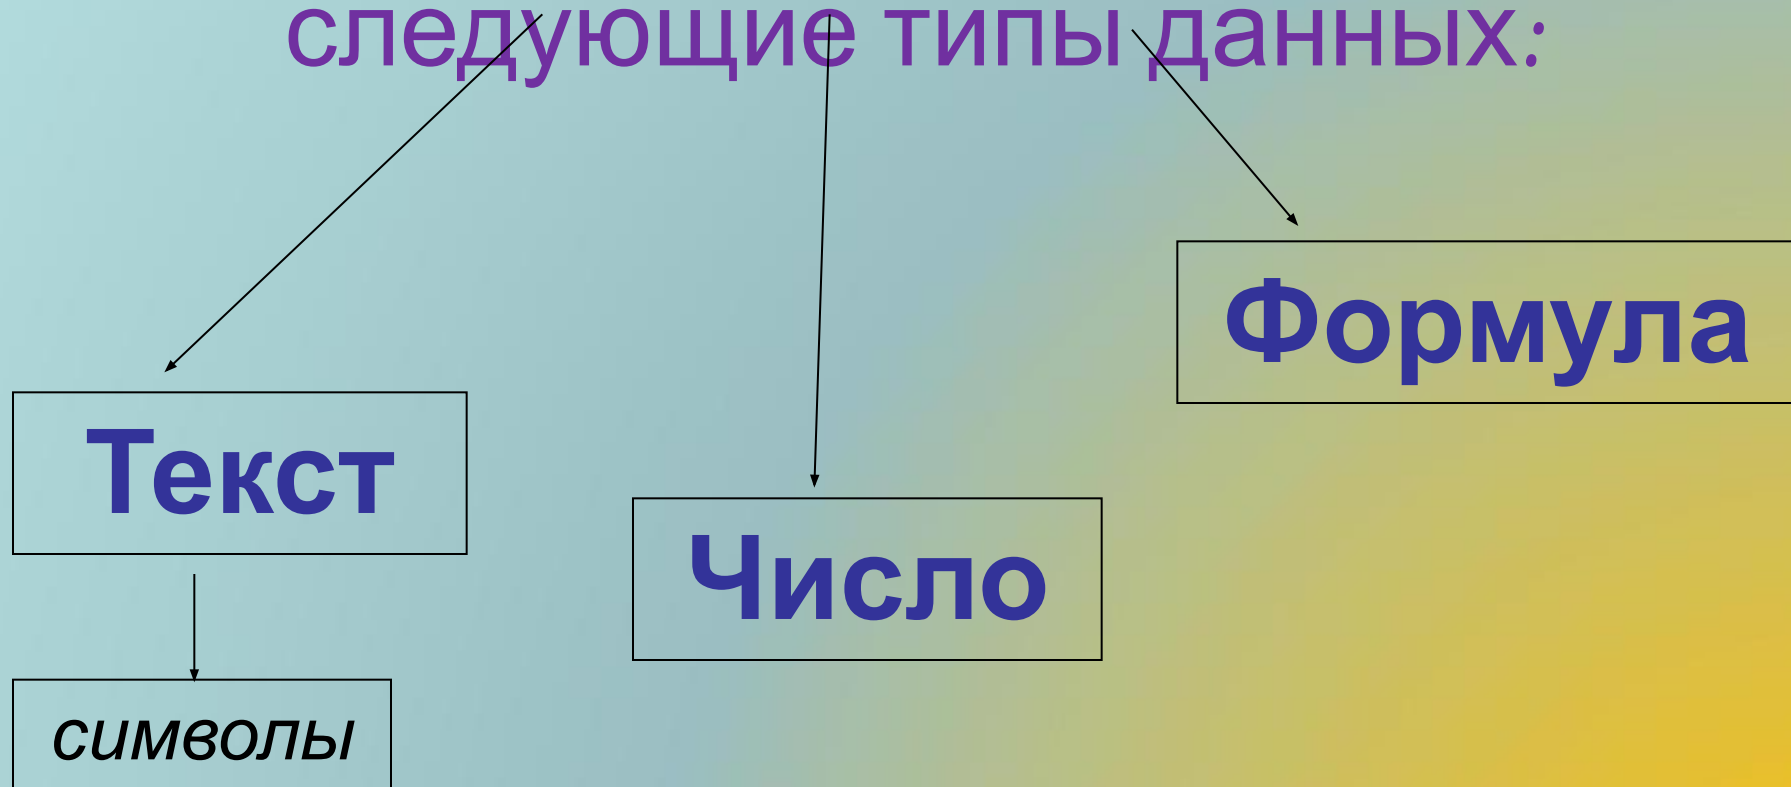 следующие типы данных:
Формула
Текст
Число
символы